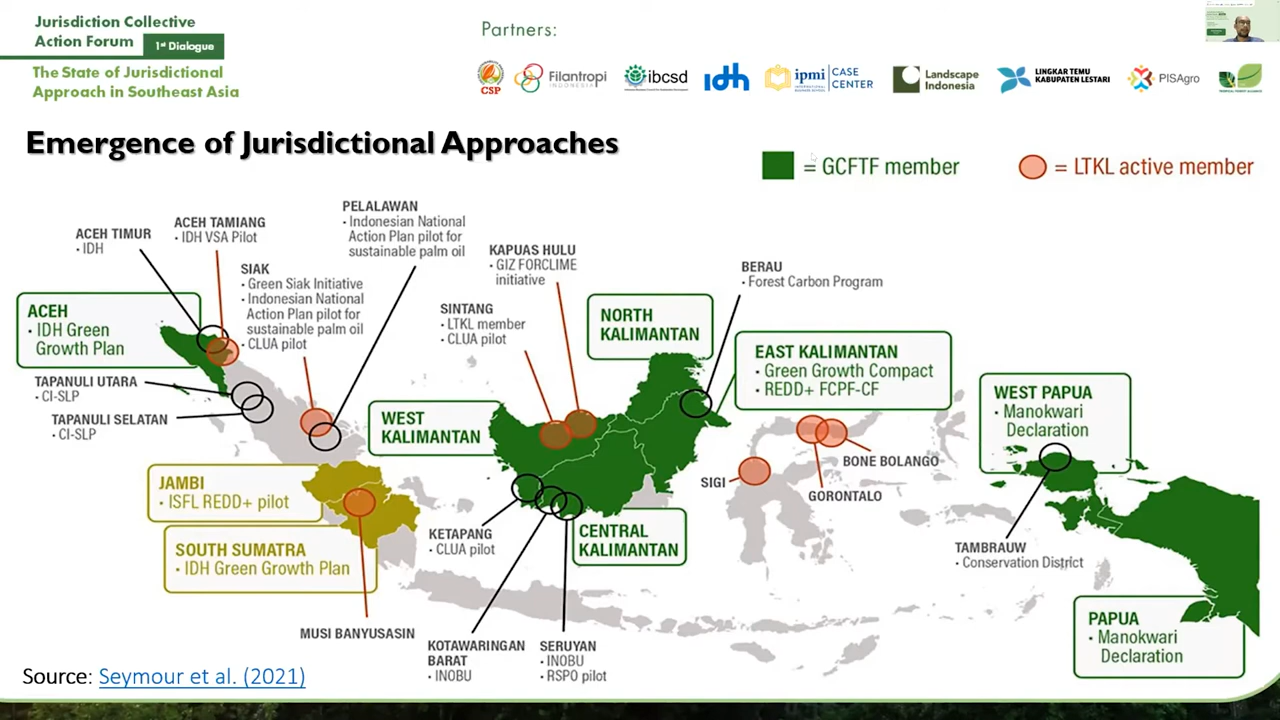 Jurisdiction Collective
Action Forum
1st Dialogue
The State of Jurisdictional
Approach in Southeast Asia
Partners:
CSP
Filantropi
INDONESIA
ibcsd
idh
ipmi
CASE
CENTER
Landscape
Indonesia
LINGKAR TEMU
KABUPATEN LESTARI
PISAgro
TROPICAL FOREST ALLIANCE
Emergence of Jurisdictional Approaches
= GCFTF member
= LTKL active member
ACEH TIMUR
• IDH
ACEH TAMIANG
• IDH VSA Pilot
PELALAWAN
• Indonesian National
Action Plan pilot for
sustainable palm oil
SIAK
• Green Siak Initiative
• Indonesian National
Action Plan pilot for
sustainable palm oil
• CLUA pilot
KAPUAS HULU
• GIZ FORCLIME
initiative
SINTANG
• LTKL member
• CLUA pilot
BERAU
• Forest Carbon Program
ACEH
• IDH Green
Growth Plan
NORTH
KALIMANTAN
EAST KALIMANTAN
• Green Growth Compact
• REDD+ FCPF-CF
TAPANULI UTARA
• CI-SLP
TAPANULI SELATAN
• CI-SLP
WEST
KALIMANTAN
WEST PAPUA
• Manokwari
Declaration
JAMBI
• ISFL REDD+ pilot
SOUTH SUMATRA
• IDH Green Growth Plan
SIGI
BONE BOLANGO
GORONTALO
KETAPANG
• CLUA pilot
CENTRAL
KALIMANTAN
TAMBRAUW
• Conservation District
MUSI BANYUSASIN
KOTAWARINGAN
BARAT
• INOBU
SERUYAN
• INOBU
• RSPO pilot
PAPUA
• Manokwari
Declaration
Source: Seymour et al. (2021)